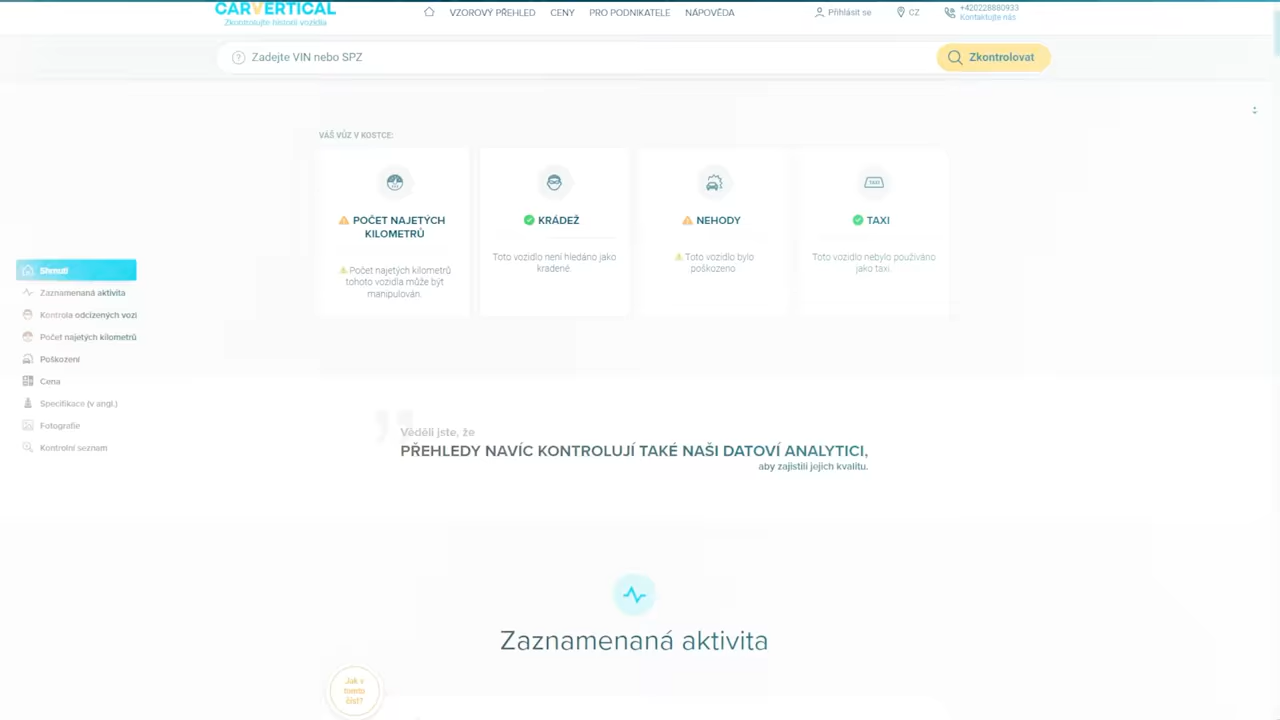 CARVERTICAL
Zkontrolujte historii vozidla
VZOROVÝ PŘEHLED
CENY
PRO PODNIKATELE
NÁPOVĚDA
Přihlásit se
CZ
+420228880933
Kontaktujte nás
Zadejte VIN nebo SPZ
Zkontrolovat
VÁŠ VŮZ V KOSTCE:
POČET NAJETÝCH
KILOMETRŮ
Počet najetých kilometrů
tohoto vozidla může být
manipulován.
KRÁDEŽ
Toto vozidlo není hledáno jako
kradené.
NEHODY
Toto vozidlo bylo
poškozeno.
TAXI
TAXI
Toto vozidlo nebylo používáno
jako taxi.
Shrnutí
Zaznamenaná aktivita
Kontrola odcizených vozi
Počet najetých kilometrů
Poškození
Cena
Specifikace (v angl.)
Fotografie
Kontrolní seznam
Věděli jste, že
PŘEHLEDY NAVÍC KONTROLUJÍ TAKÉ NAŠI DATOVÍ ANALYTICI,
aby zajistili jejich kvalitu.
Zaznamenaná aktivita
Jak v
tomto
číst?